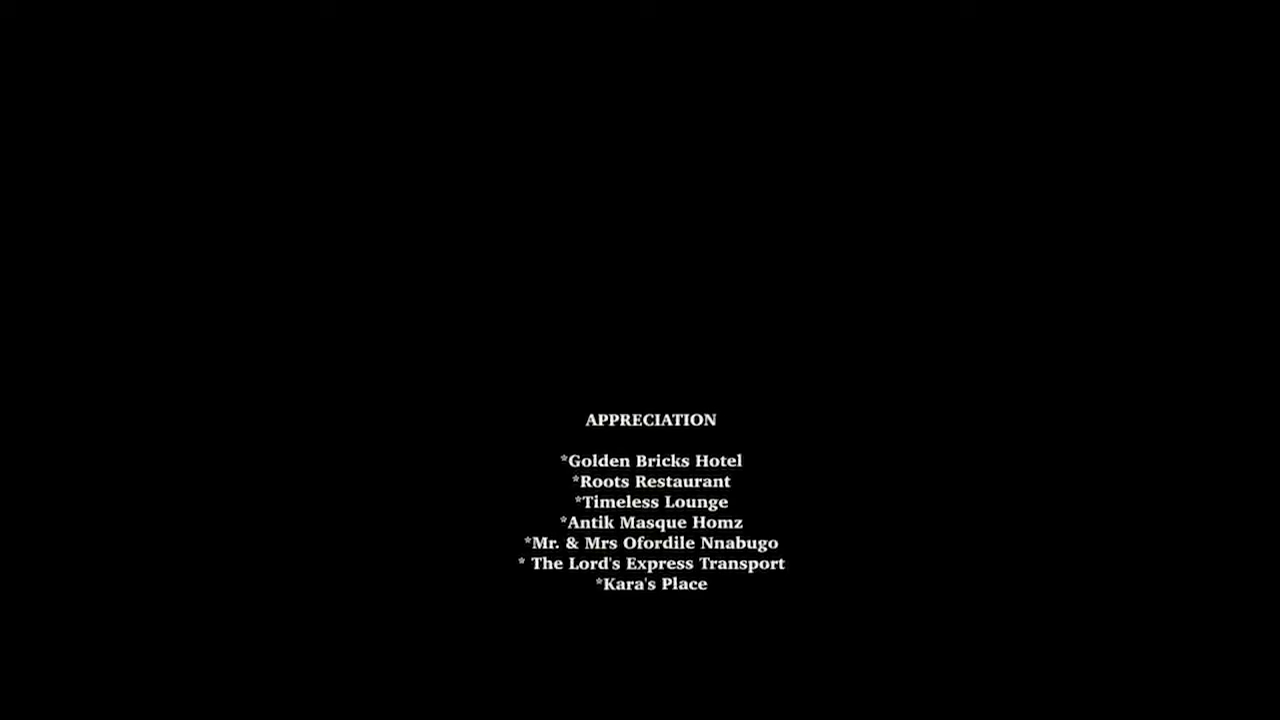 APPRECIATION
*Golden Bricks Hotel
*Roots Restaurant
*Timeless Lounge
*Antik Masque Homz
*Mr. & Mrs Ofordile Nnabugo
* The Lord's Express Transport
*Kara's Place